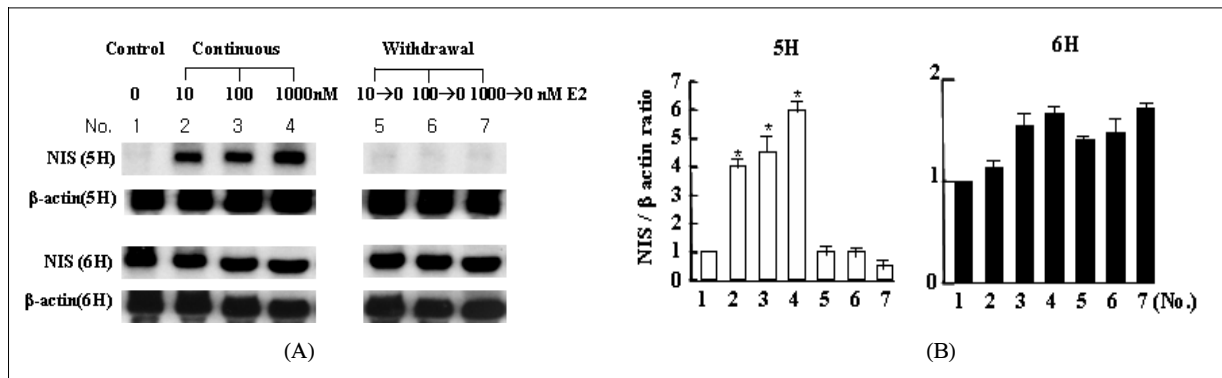 Control Continuous Withdrawal
0 10 100 1000nM 10→0 100→0 1000→0 nM E2
No. 1 2 3 4 5 6 7
NIS (5H)
β-actin(5H)
NIS (6H)
β-actin(6H)
(A)
5H
NIS / β actin ratio
7
6
5
4
3
2
1
0
* * *
1 2 3 4 5 6 7
6H
2
1
0
1 2 3 4 5 6 7 (No.)
(B)